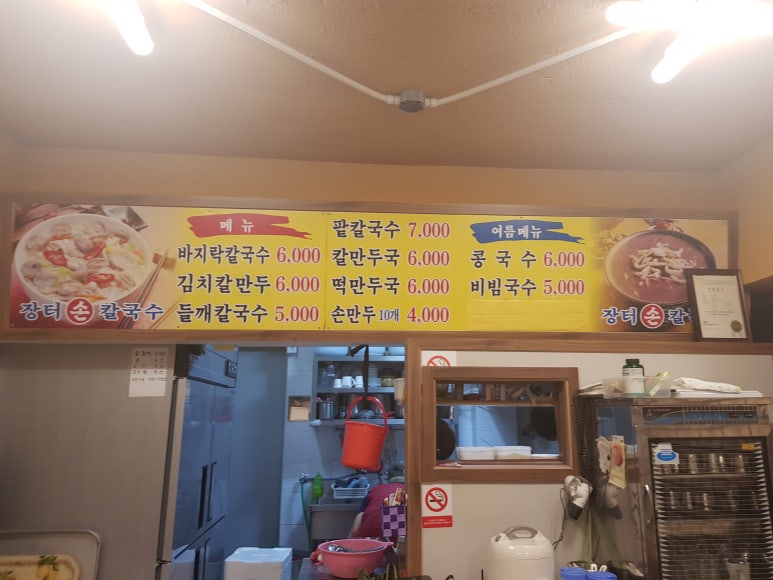 메뉴
바지락칼국수 6,000
김치칼만두 6,000
들깨칼국수 5,000
팥칼국수 7,000
칼만두국 6,000
떡만두국 6,000
손만두 10개 4,000
여름메뉴
콩국수 6,000
비빔국수 5,000
장터 손 칼국수
장터 손 칼